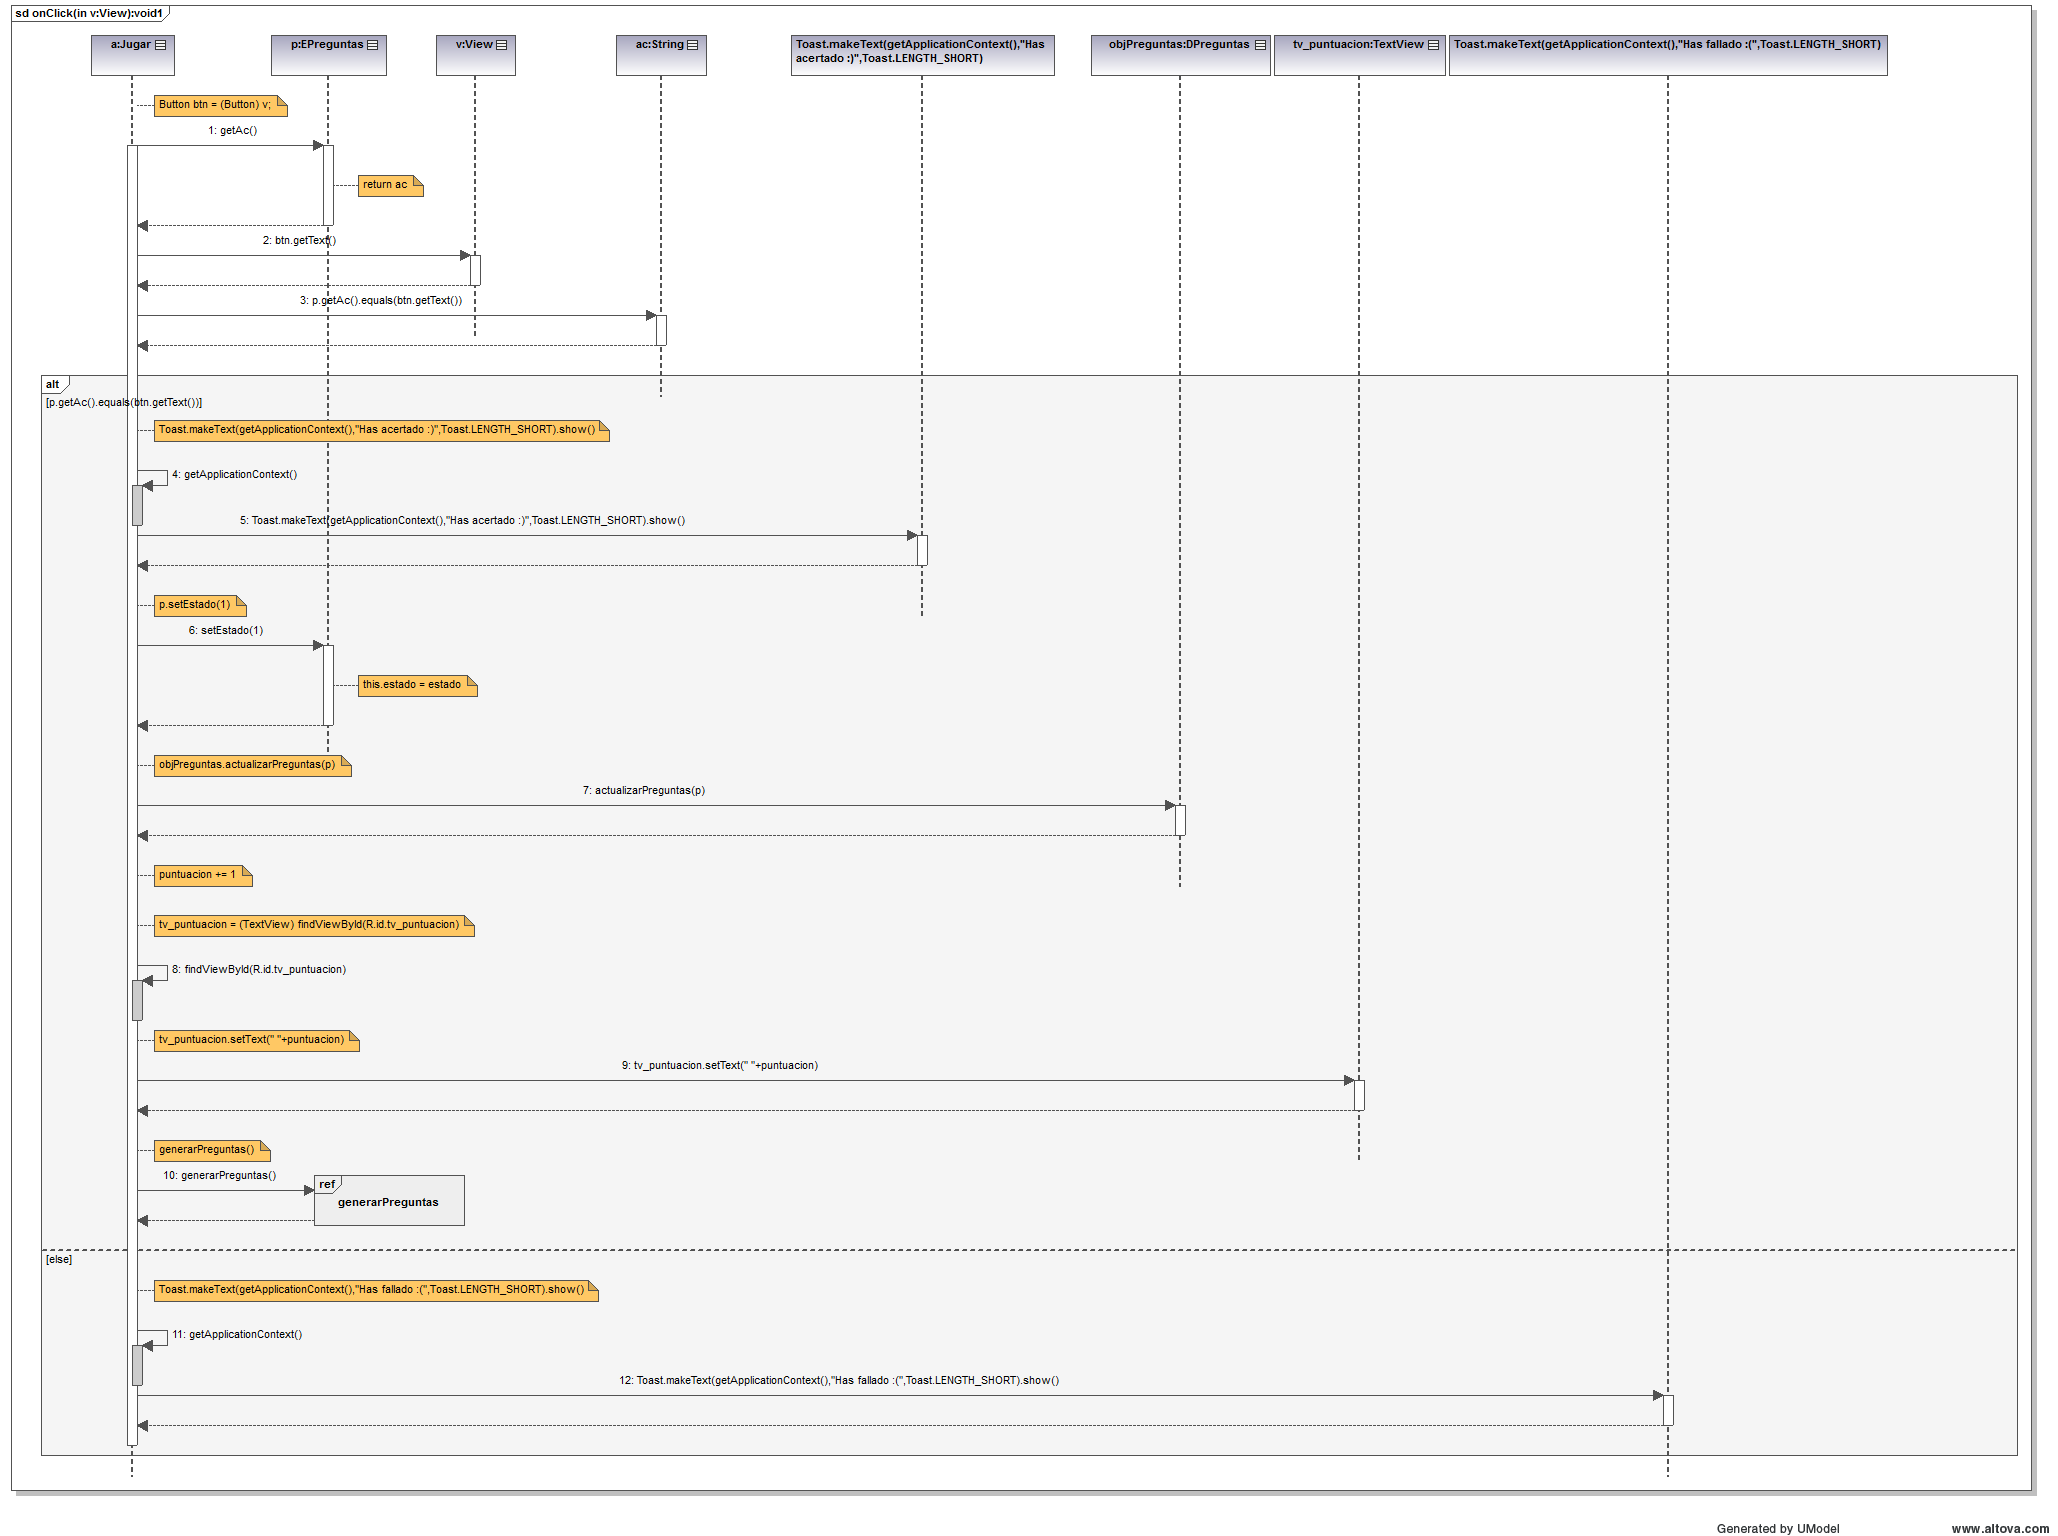 sd onClick(in v:View):void1
a:Jugar
p:EPreguntas
v:View
ac:String
Toast.makeText(getApplicationContext(),"Has
acertado :)",Toast.LENGTH_SHORT)
objPreguntas:DPreguntas
tv_puntuacion:TextView
Toast.makeText(getApplicationContext(),"Has fallado :(",Toast.LENGTH_SHORT)
Button btn = (Button) v;
1: getAc()
return ac
2: btn.getText()
3: p.getAc().equals(btn.getText())
alt
[p.getAc().equals(btn.getText())]
Toast.makeText(getApplicationContext(),"Has acertado :)",Toast.LENGTH_SHORT).show()
4: getApplicationContext()
5: Toast.makeText(getApplicationContext(),"Has acertado :)",Toast.LENGTH_SHORT).show()
p.setEstado(1)
6: setEstado(1)
this.estado = estado
objPreguntas.actualizarPreguntas(p)
7: actualizarPreguntas(p)
puntuacion += 1
tv_puntuacion = (TextView) findViewById(R.id.tv_puntuacion)
8: findViewById(R.id.tv_puntuacion)
tv_puntuacion.setText(" "+puntuacion)
9: tv_puntuacion.setText(" "+puntuacion)
generarPreguntas()
10: generarPreguntas()
ref
generarPreguntas
[else]
Toast.makeText(getApplicationContext(),"Has fallado :(",Toast.LENGTH_SHORT).show()
11: getApplicationContext()
12: Toast.makeText(getApplicationContext(),"Has fallado :(",Toast.LENGTH_SHORT).show()
Generated by UModel
www.altova.com